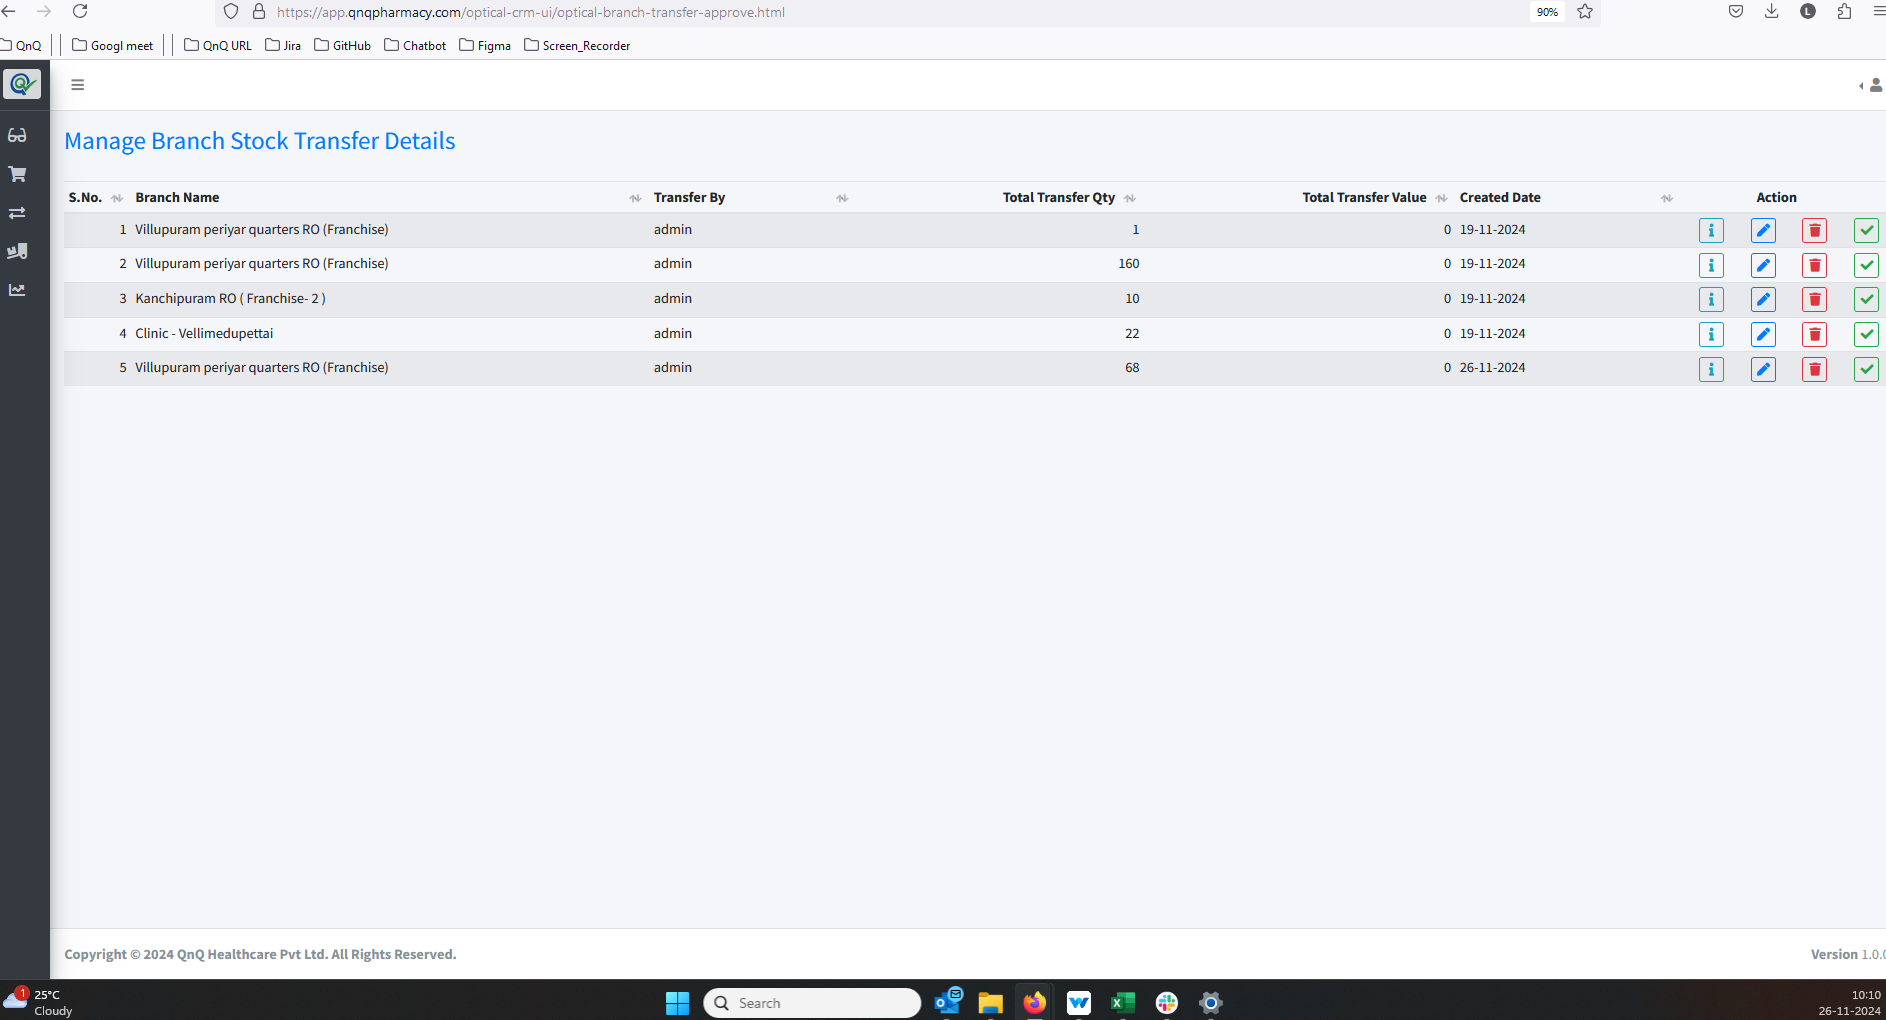 https://app.qnqpharmacy.com/optical-crm-ui/optical-branch-transfer-approve.html 90% L
QnQ Googl meet QnQ URL Jira GitHub Chatbot Figma Screen_Recorder
Manage Branch Stock Transfer Details
S.No. Branch Name Transfer By Total Transfer Qty Total Transfer Value Created Date Action
1 Villupuram periyar quarters RO (Franchise) admin 1 0 19-11-2024
2 Villupuram periyar quarters RO (Franchise) admin 160 0 19-11-2024
3 Kanchipuram RO ( Franchise- 2 ) admin 10 0 19-11-2024
4 Clinic - Vellimedupettai admin 22 0 19-11-2024
5 Villupuram periyar quarters RO (Franchise) admin 68 0 26-11-2024
Copyright © 2024 QnQ Healthcare Pvt Ltd. All Rights Reserved. Version 1.0.0
1 25°C Search 10:10
Cloudy 26-11-2024